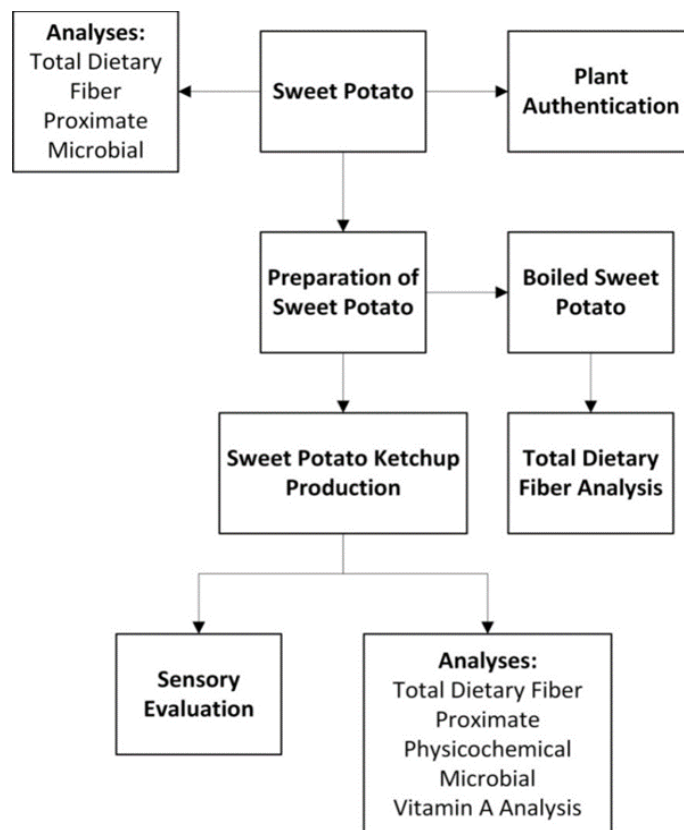 Analyses:
Total Dietary
Fiber
Proximate
Microbial
Sweet Potato
Plant
Authentication
Preparation of
Sweet Potato
Boiled Sweet
Potato
Sweet Potato Ketchup
Production
Total Dietary
Fiber Analysis
Sensory
Evaluation
Analyses:
Total Dietary Fiber
Proximate
Physicochemical
Microbial
Vitamin A Analysis